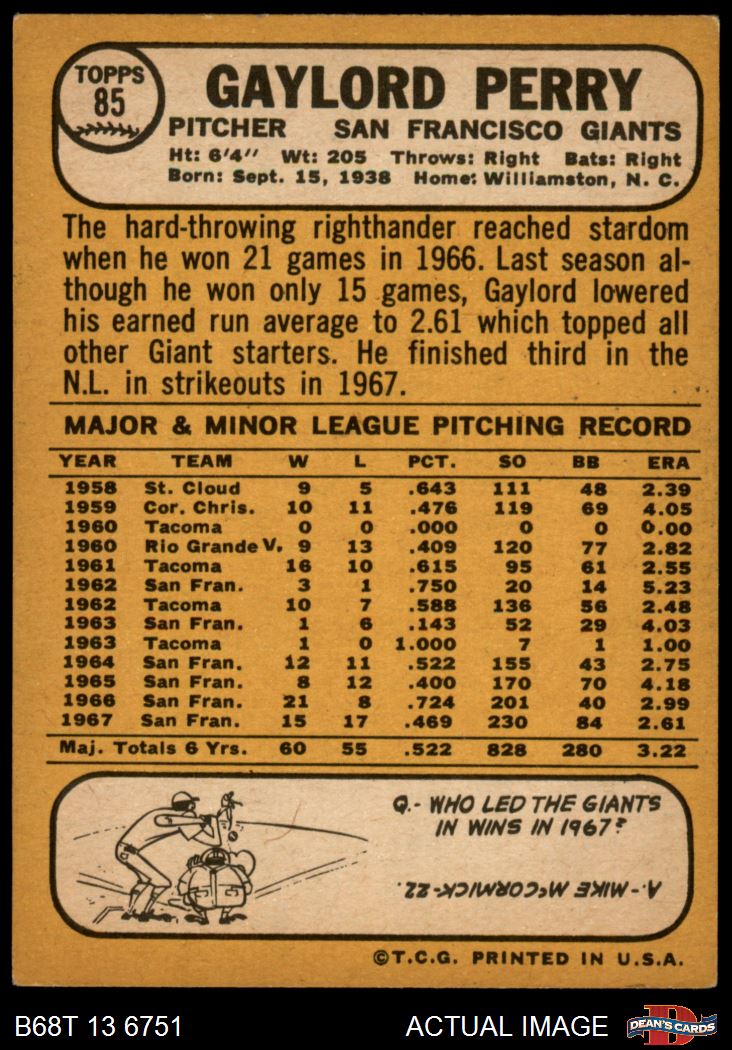 TOPPS
85
GAYLORD PERRY
PITCHER SAN FRANCISCO GIANTS
Ht: 6'4" Wt: 205 Throws: Right Bats: Right
Born: Sept. 15, 1938 Home: Williamston, N. C.
The hard-throwing righthander reached stardom
when he won 21 games in 1966. Last season al-
though he won only 15 games, Gaylord lowered
his earned run average to 2.61 which topped all
other Giant starters. He finished third in the
N.L. in strikeouts in 1967.
MAJOR & MINOR LEAGUE PITCHING RECORD
YEAR TEAM W L PCT. SO BB ERA
1958 St. Cloud 9 5 .643 111 48 2.39
1959 Cor. Chris. 10 11 .476 119 69 4.05
1960 Tacoma 0 0 .000 0 0 0.00
1960 Rio Grande V. 9 13 .409 120 77 2.82
1961 Tacoma 16 10 .615 95 61 2.55
1962 San Fran. 3 1 .750 20 14 5.23
1962 Tacoma 10 7 .588 136 56 2.48
1963 San Fran. 1 6 .143 52 29 4.03
1963 Tacoma 1 0 1.000 7 1 1.00
1964 San Fran. 12 11 .522 155 43 2.75
1965 San Fran. 8 12 .400 170 70 4.18
1966 San Fran. 21 8 .724 201 40 2.99
1967 San Fran. 15 17 .469 230 84 2.61
Maj. Totals 6 Yrs. 60 55 .522 828 280 3.22
Q.- WHO LED THE GIANTS
IN WINS IN 1967?
A.- MIKE McCORMICK-22.
©T.C.G. PRINTED IN U.S.A.
B68T 13 6751
ACTUAL IMAGE
D
DEAN'S CARDS